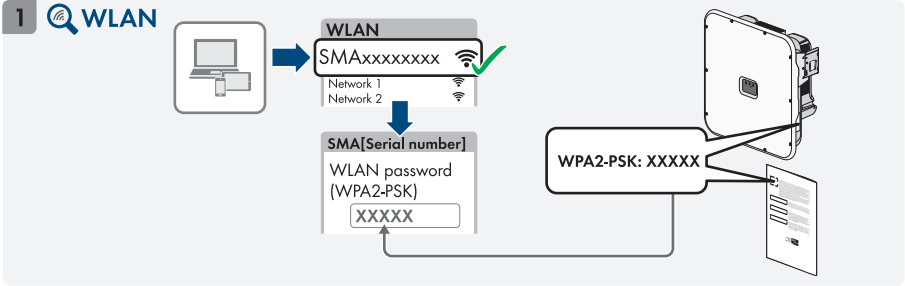 1 WLAN
WLAN
SMAxxxxxxxx
Network 1
Network 2
SMA[Serial number]
WLAN password
(WPA2-PSK)
XXXXX
WPA2-PSK: XXXXX